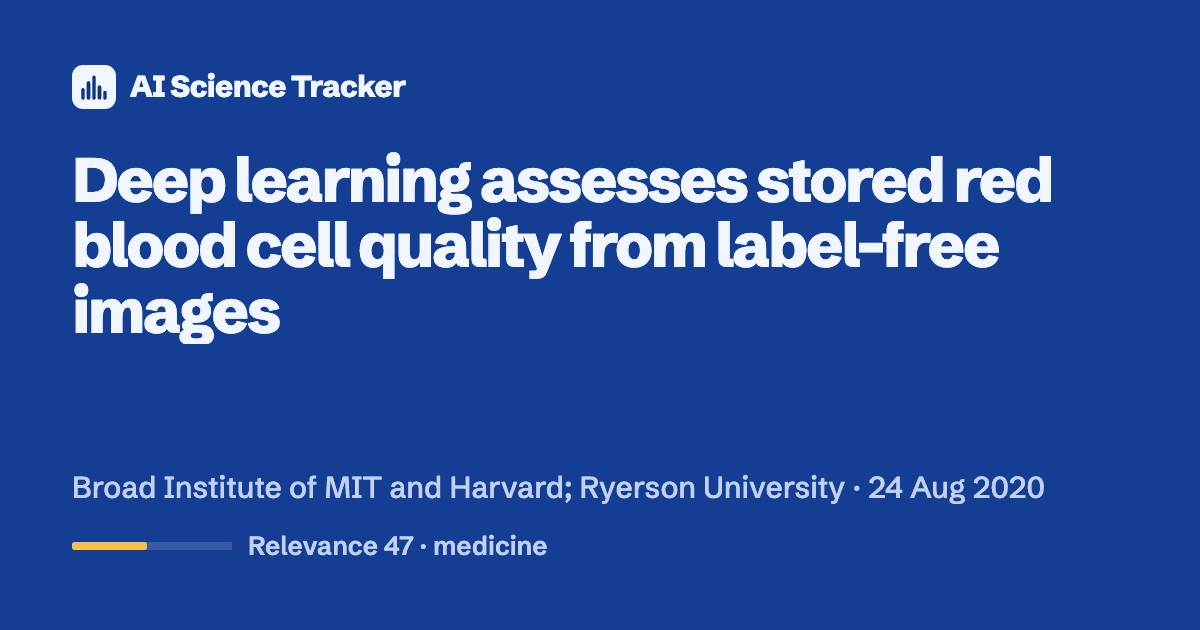 AI Science Tracker
Deep learning assesses stored red
blood cell quality from label-free
images
Broad Institute of MIT and Harvard; Ryerson University · 24 Aug 2020
Relevance 47 · medicine